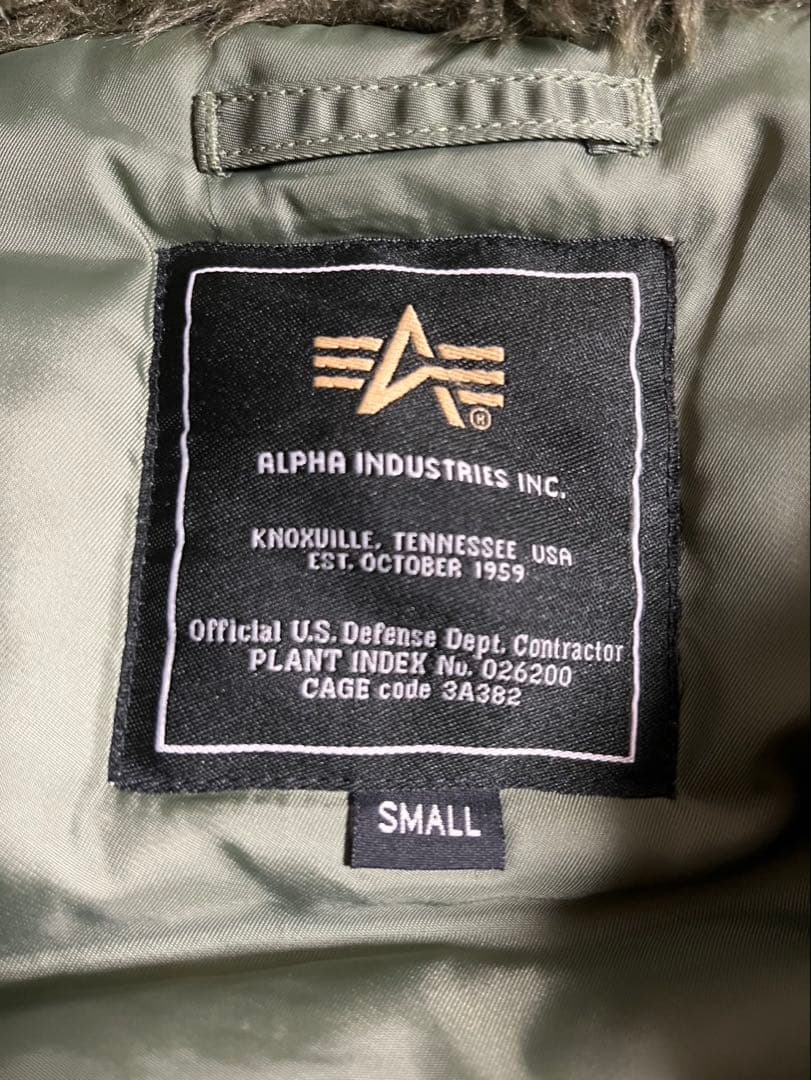 ALPHA INDUSTRIES INC.
KNOXVILLE, TENNESSEE USA
EST. OCTOBER 1959
Official U.S. Defense Dept. Contractor
PLANT INDEX No. 026200
CAGE code 3A382
SMALL